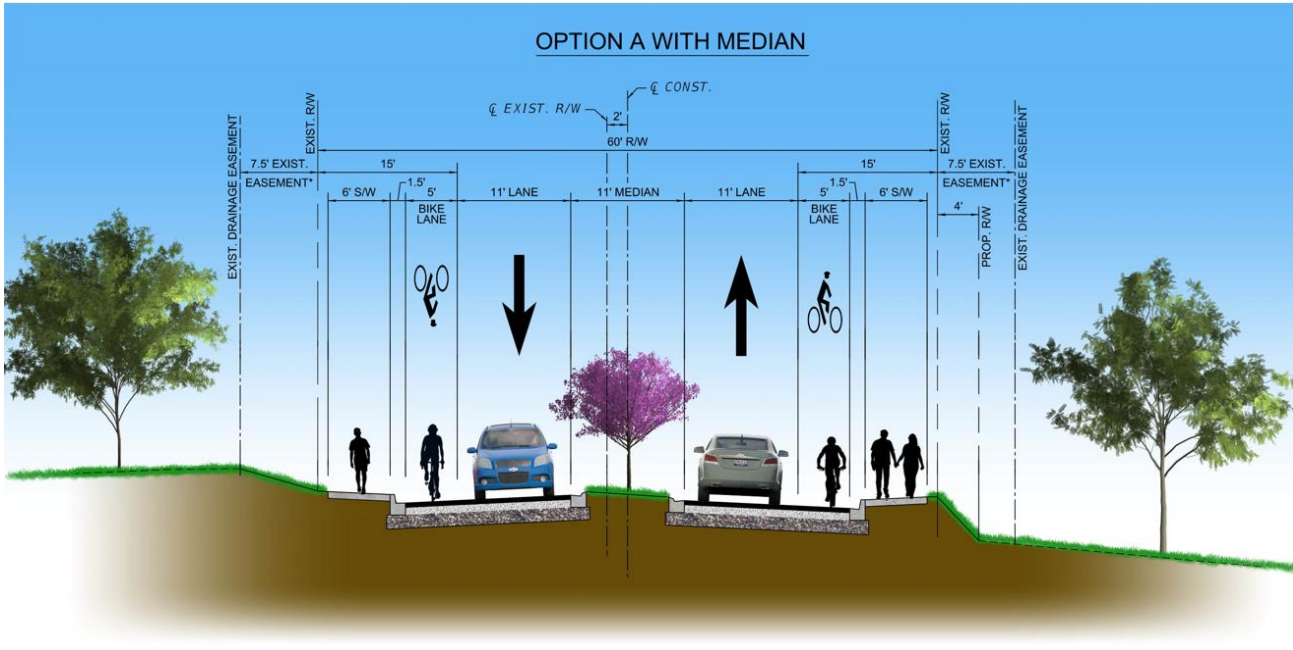 OPTION A WITH MEDIAN
℄ CONST.
℄ EXIST. R/W
2'
60' R/W
EXIST. DRAINAGE EASEMENT
EXIST. R/W
EXIST. R/W
EXIST. DRAINAGE EASEMENT
7.5' EXIST.
EASEMENT*
15'
15'
7.5' EXIST.
EASEMENT*
6' S/W
1.5'
5'
BIKE
LANE
11' LANE
11' MEDIAN
11' LANE
5'
BIKE
LANE
1.5'
6' S/W
4'
PROP. R/W